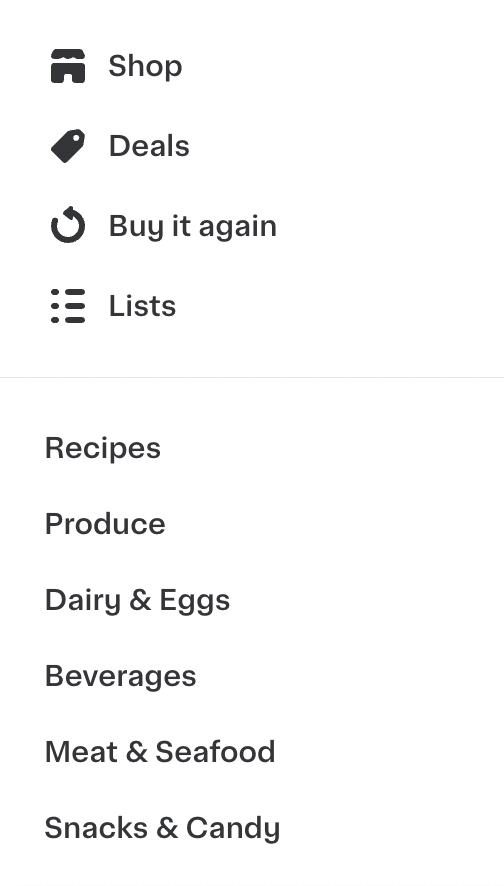 Shop
Deals
Buy it again
Lists
Recipes
Produce
Dairy & Eggs
Beverages
Meat & Seafood
Snacks & Candy